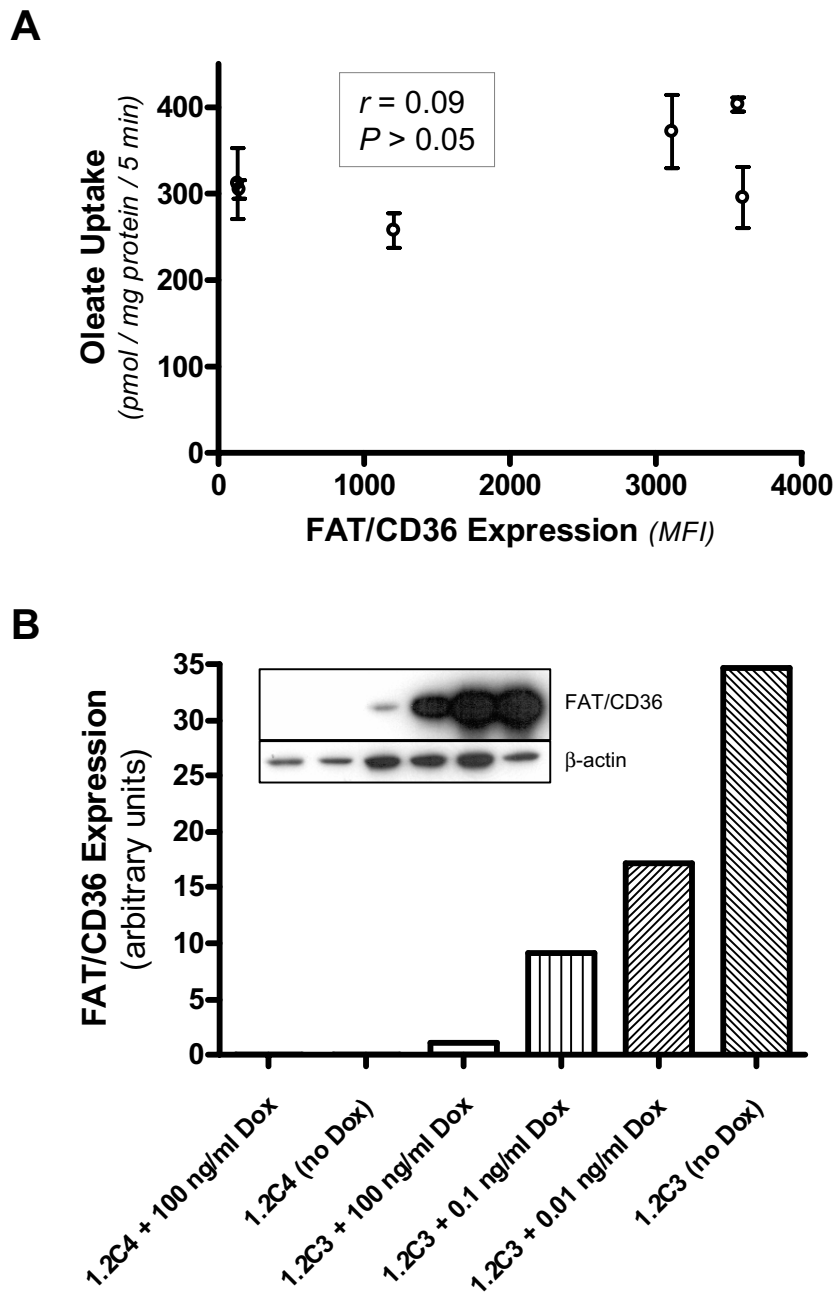 A
400
300
200
100
0
Oleate Uptake
(pmol / mg protein / 5 min)
r = 0.09
P > 0.05
0 1000 2000 3000 4000
FAT/CD36 Expression (MFI)
B
35
30
25
20
15
10
5
0
FAT/CD36 Expression
(arbitrary units)
FAT/CD36
β-actin
1.2C4 + 100 ng/ml Dox
1.2C4 (no Dox)
1.2C3 + 100 ng/ml Dox
1.2C3 + 0.1 ng/ml Dox
1.2C3 + 0.01 ng/ml Dox
1.2C3 (no Dox)